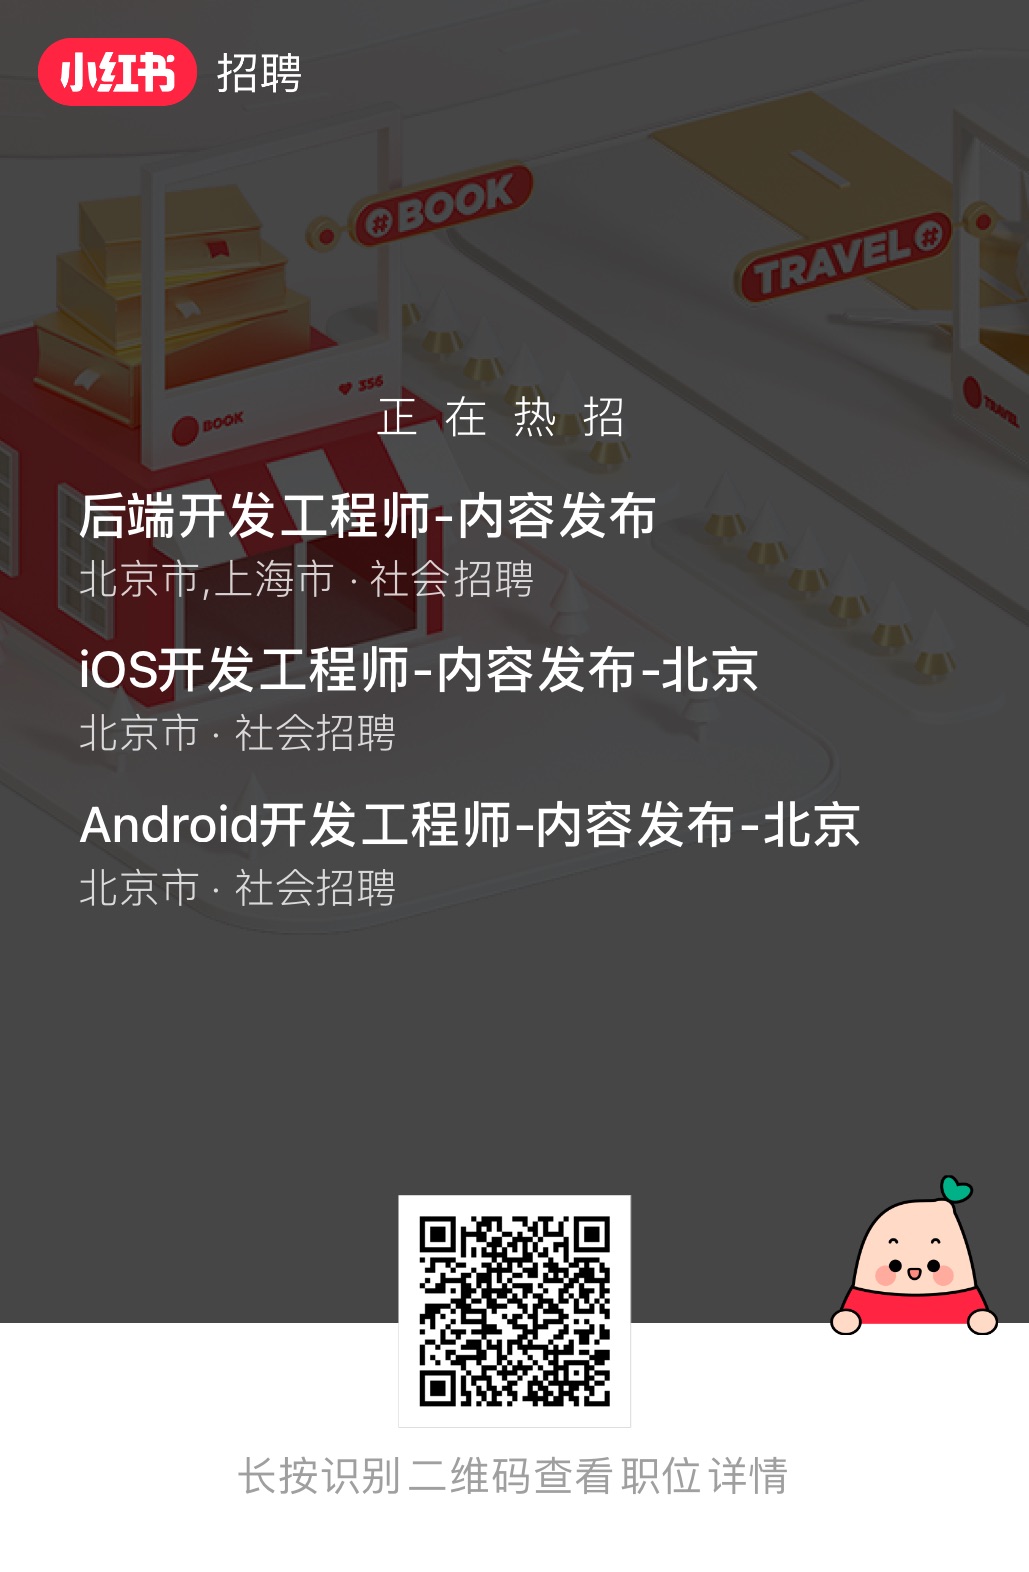 小红书 招聘
#BOOK
TRAVEL#
356
BOOK
TRAVEL
正在热招
后端开发工程师-内容发布
北京市,上海市 · 社会招聘
iOS开发工程师-内容发布-北京
北京市 · 社会招聘
Android开发工程师-内容发布-北京
北京市 · 社会招聘
长按识别二维码查看职位详情